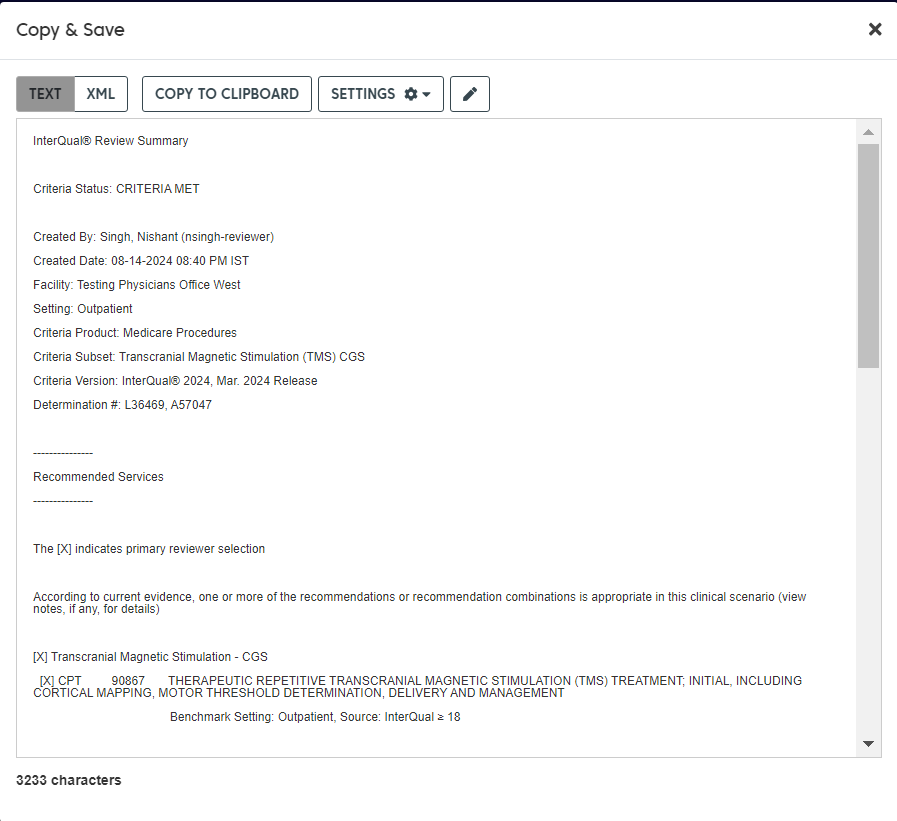 Copy & Save
TEXT XML COPY TO CLIPBOARD SETTINGS
InterQual® Review Summary
Criteria Status: CRITERIA MET
Created By: Singh, Nishant (nsingh-reviewer)
Created Date: 08-14-2024 08:40 PM IST
Facility: Testing Physicians Office West
Setting: Outpatient
Criteria Product: Medicare Procedures
Criteria Subset: Transcranial Magnetic Stimulation (TMS) CGS
Criteria Version: InterQual® 2024, Mar. 2024 Release
Determination #: L36469, A57047
---------------
Recommended Services
---------------
The [X] indicates primary reviewer selection
According to current evidence, one or more of the recommendations or recommendation combinations is appropriate in this clinical scenario (view
notes, if any, for details)
[X] Transcranial Magnetic Stimulation - CGS
[X] CPT 90867 THERAPEUTIC REPETITIVE TRANSCRANIAL MAGNETIC STIMULATION (TMS) TREATMENT; INITIAL, INCLUDING
CORTICAL MAPPING, MOTOR THRESHOLD DETERMINATION, DELIVERY AND MANAGEMENT
Benchmark Setting: Outpatient, Source: InterQual ≥ 18
3233 characters